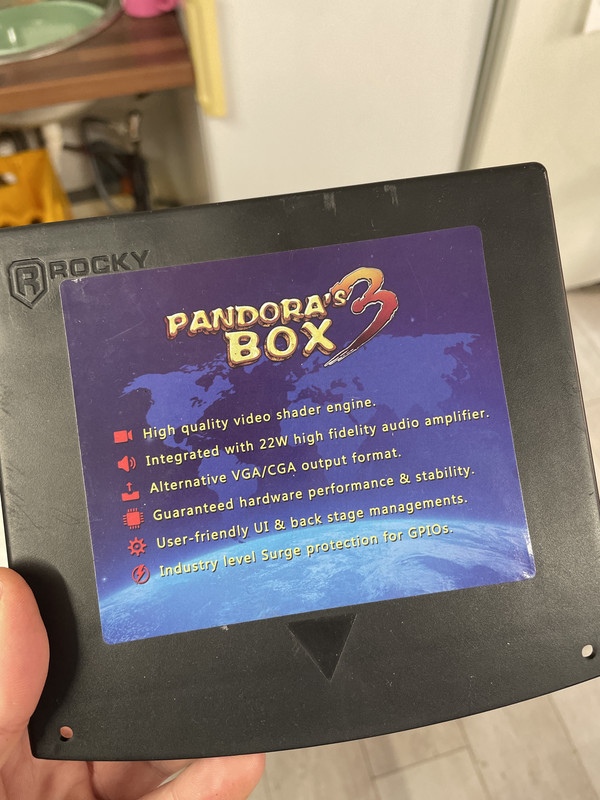 R ROCKY
PANDORA'S 3
BOX
High quality video shader engine.
Integrated with 22W high fidelity audio amplifier.
Alternative VGA/CGA output format.
Guaranteed hardware performance & stability.
User-friendly UI & back stage managements.
Industry level Surge protection for GPIOs.